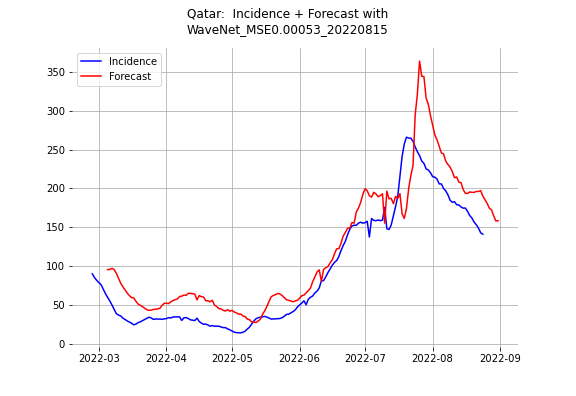 Qatar:  Incidence + Forecast with
WaveNet_MSE0.00053_20220815
Incidence
Forecast
350
300
250
200
150
100
50
0
2022-03 2022-04 2022-05 2022-06 2022-07 2022-08 2022-09